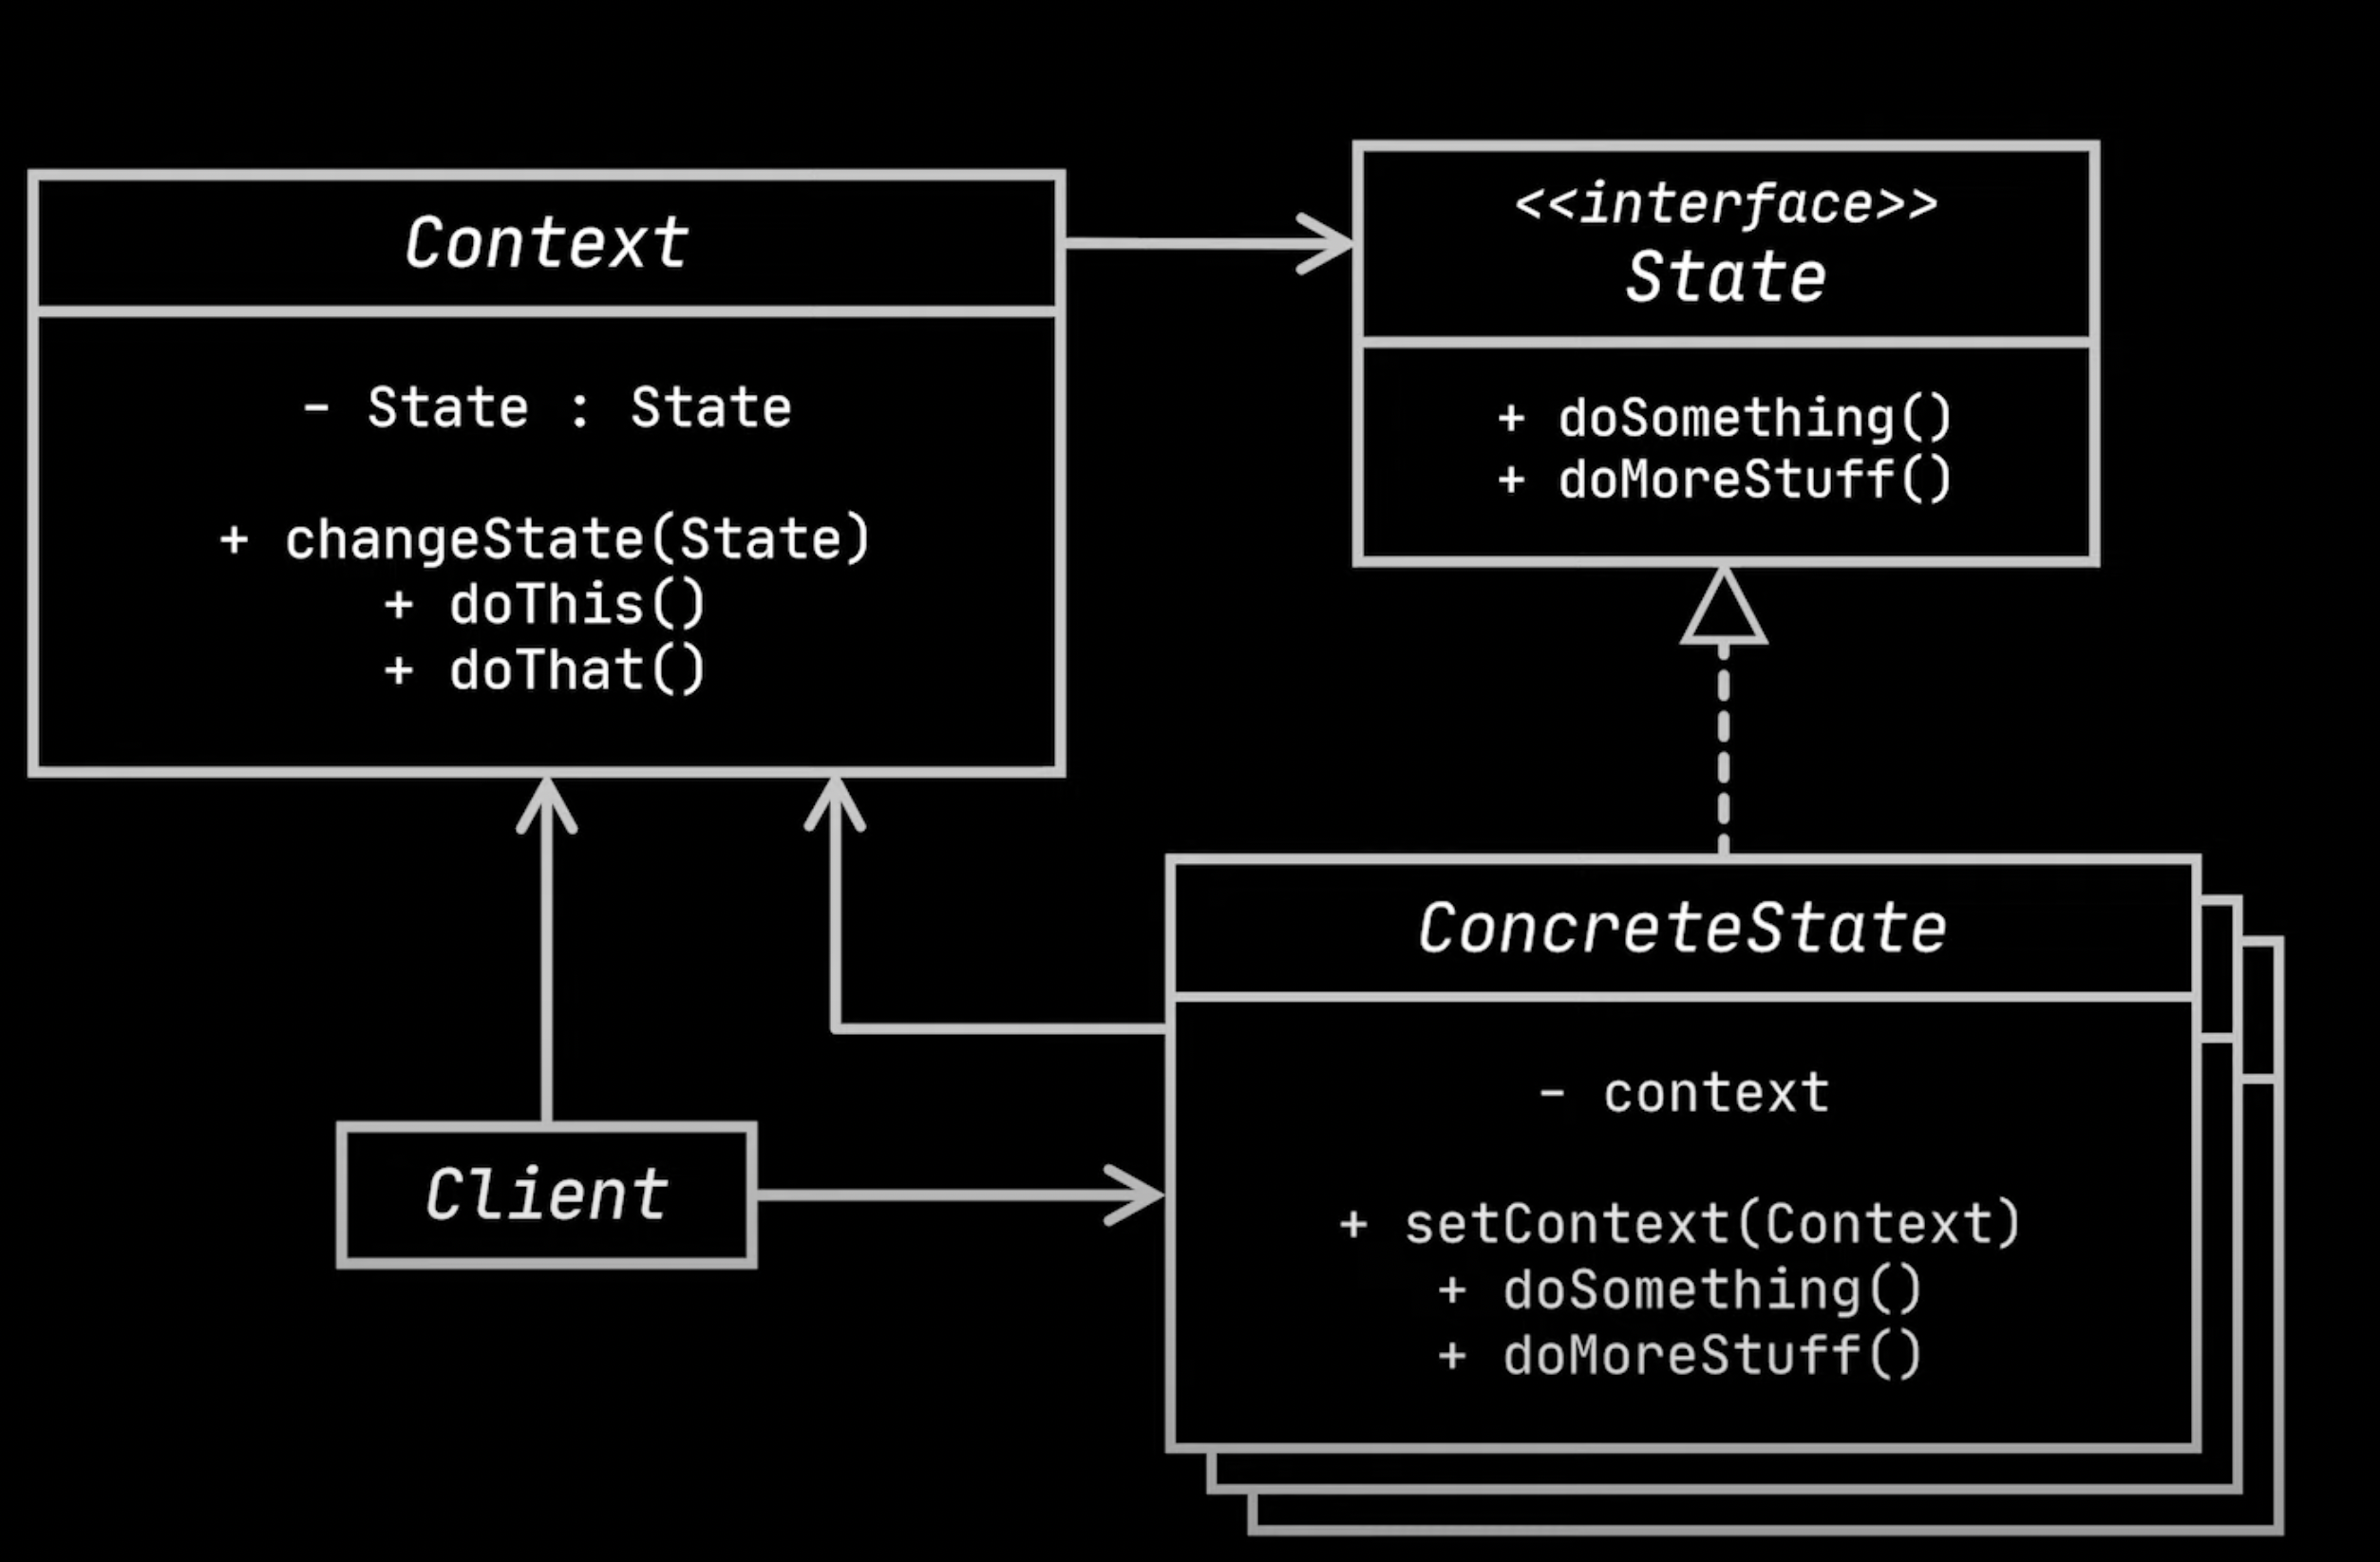 Context
- State : State
+ changeState(State)
+ doThis()
+ doThat()
<<interface>>
State
+ doSomething()
+ doMoreStuff()
Client
ConcreteState
- context
+ setContext(Context)
+ doSomething()
+ doMoreStuff()